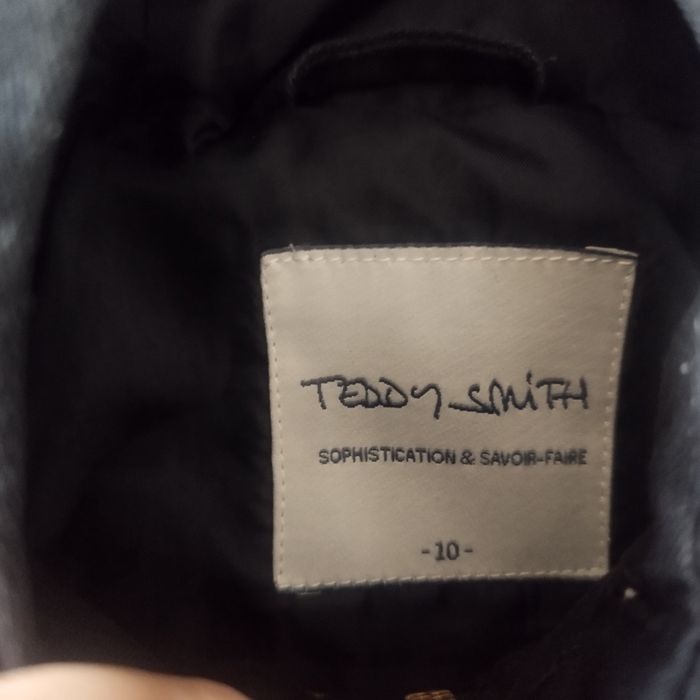 TEDDY SMITH
SOPHISTICATION & SAVOIR-FAIRE
-10-